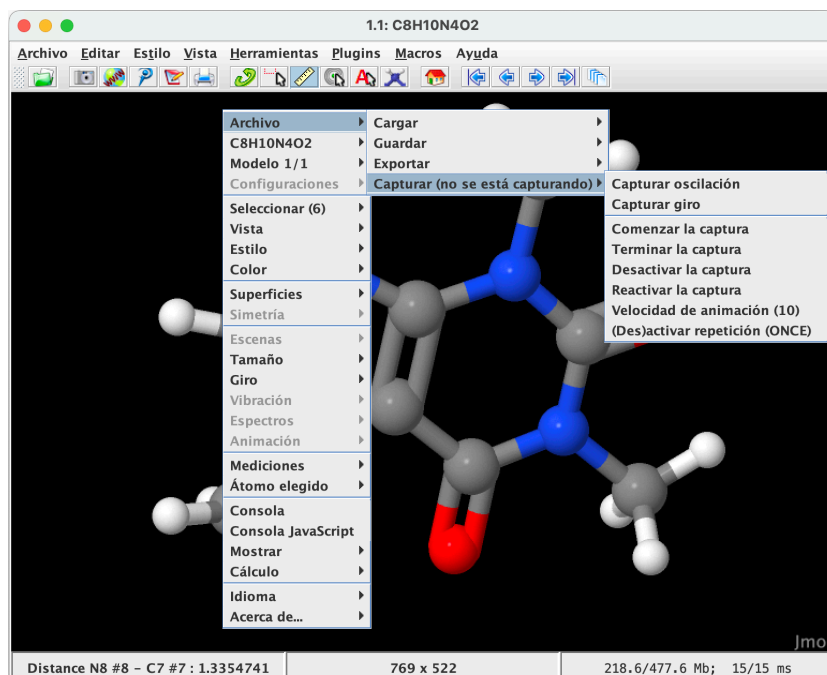 1.1: C8H10N4O2
Archivo Editar Estilo Vista Herramientas Plugins Macros Ayuda
Archivo
C8H10N4O2
Modelo 1/1
Configuraciones
Seleccionar (6)
Vista
Estilo
Color
Superficies
Simetría
Escenas
Tamaño
Giro
Vibración
Espectros
Animación
Mediciones
Átomo elegido
Consola
Consola JavaScript
Mostrar
Cálculo
Idioma
Acerca de...
Cargar
Guardar
Exportar
Capturar (no se está capturando)
Capturar oscilación
Capturar giro
Comenzar la captura
Terminar la captura
Desactivar la captura
Reactivar la captura
Velocidad de animación (10)
(Des)activar repetición (ONCE)
Jmo
Distance N8 #8 – C7 #7 : 1.3354741
769 x 522
218.6/477.6 Mb; 15/15 ms